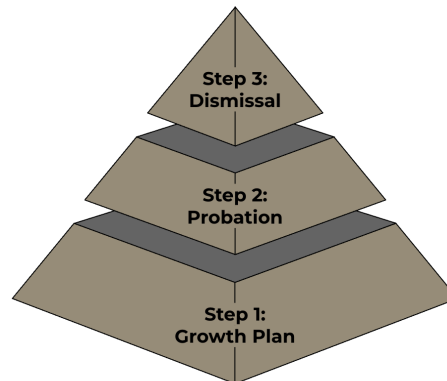 Step 3:
Dismissal
Step 2:
Probation
Step 1:
Growth Plan